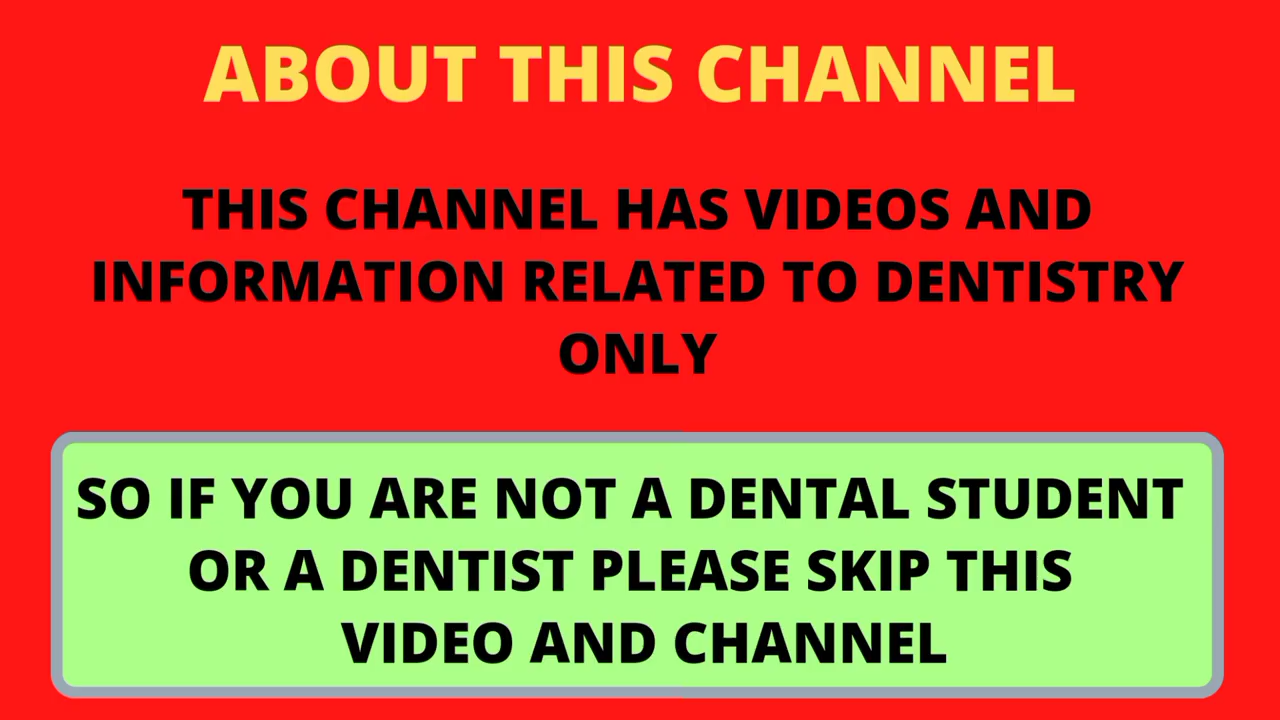 ABOUT THIS CHANNEL
THIS CHANNEL HAS VIDEOS AND
INFORMATION RELATED TO DENTISTRY
ONLY
SO IF YOU ARE NOT A DENTAL STUDENT
OR A DENTIST PLEASE SKIP THIS
VIDEO AND CHANNEL